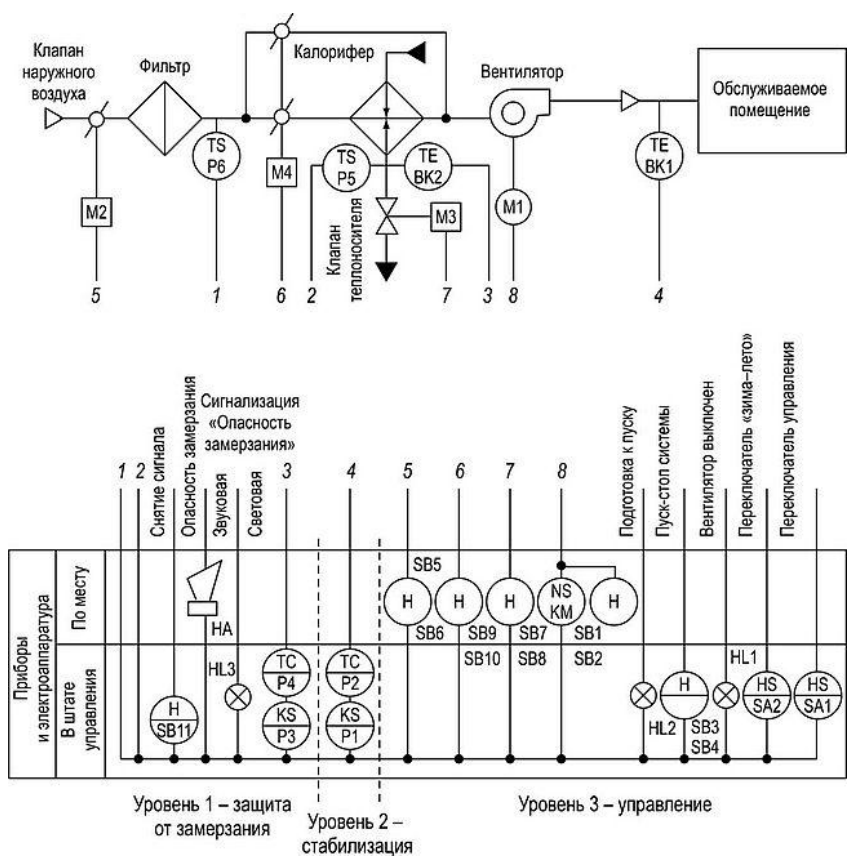 Клапан
наружного
воздуха
Фильтр
Калорифер
Вентилятор
Обслуживаемое
помещение
TS
P6
M4
TS
P5
TE
BK2
TE
BK1
M2
M3
M1
Клапан
теплоносителя
5
1
6
2
7
3
8
4
Сигнализация
«Опасность
замерзания»
1
2
Снятие сигнала
Опасность замерзания
Звуковая
Световая
3
4
5
6
7
8
Подготовка к пуску
Пуск-стоп системы
Вентилятор выключен
Переключатель «зима–лето»
Переключатель управления
Приборы
и электроаппаратура
По месту
HA
SB5
H
SB6
H
SB9
SB10
H
SB7
SB8
NS
KM
H
SB1
SB2
В штате
управления
H
SB11
HL3
TC
P4
KS
P3
TC
P2
KS
P1
HL2
H
SB3
SB4
HL1
HS
SA2
HS
SA1
Уровень 1 – защита
от замерзания
Уровень 2 –
стабилизация
Уровень 3 – управление